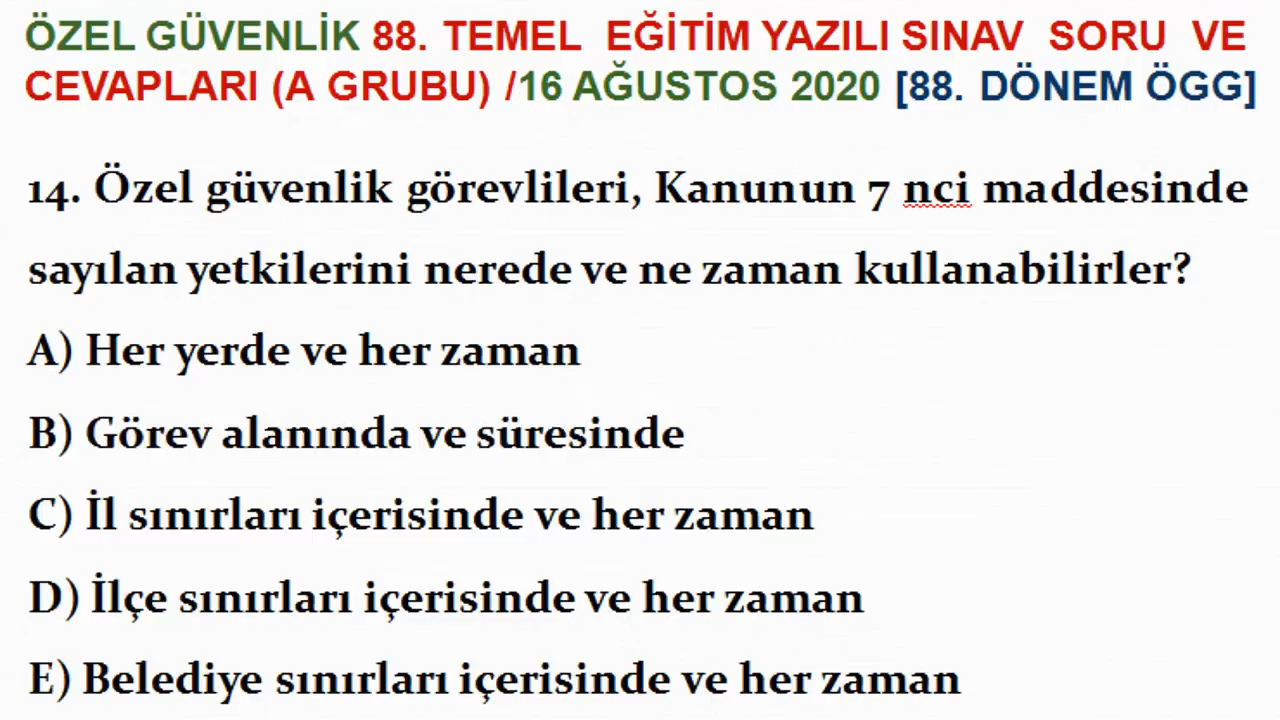 ÖZEL GÜVENLİK 88. TEMEL EĞİTİM YAZILI SINAV SORU VE
CEVAPLARI (A GRUBU) /16 AĞUSTOS 2020 [88. DÖNEM ÖGG]
14. Özel güvenlik görevlileri, Kanunun 7 nci maddesinde
sayılan yetkilerini nerede ve ne zaman kullanabilirler?
A) Her yerde ve her zaman
B) Görev alanında ve süresinde
C) İl sınırları içerisinde ve her zaman
D) İlçe sınırları içerisinde ve her zaman
E) Belediye sınırları içerisinde ve her zaman